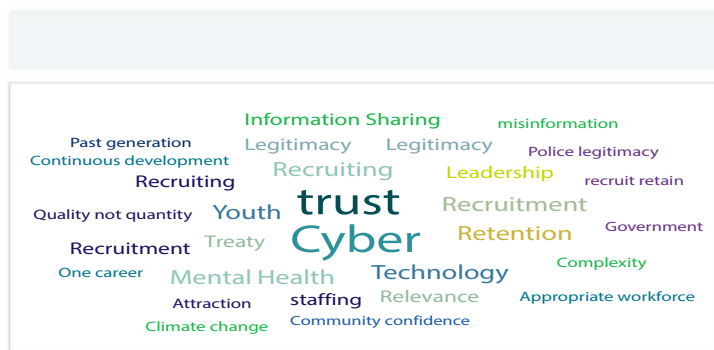 Information Sharing
misinformation
Past generation
Legitimacy
Legitimacy
Police legitimacy
Continuous development
Recruiting
Leadership
Recruiting
recruit retain
trust
Recruitment
Quality not quantity
Youth
Government
Cyber
Retention
Recruitment
Treaty
Complexity
One career
Mental Health
Technology
Attraction
staffing
Relevance
Appropriate workforce
Climate change
Community confidence